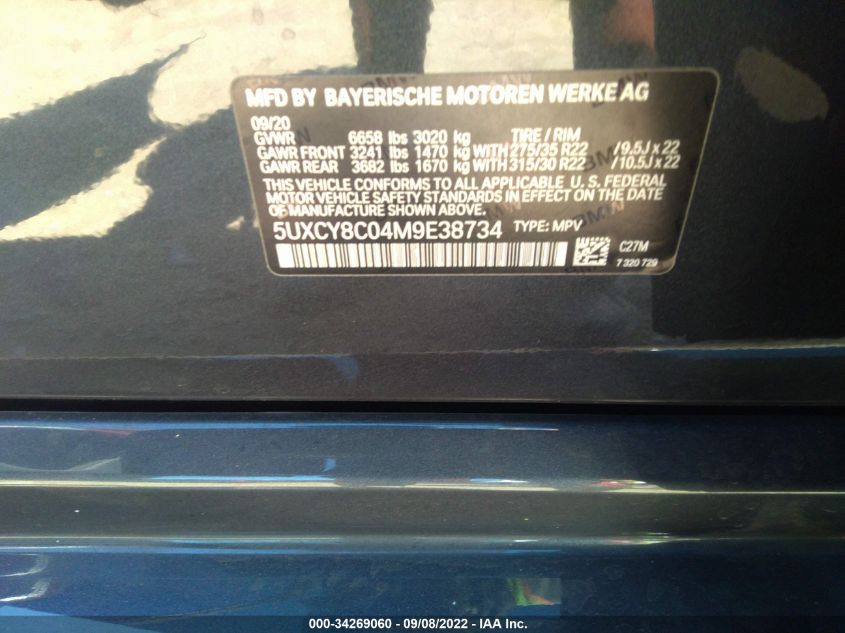 MFD BY BAYERISCHE MOTOREN WERKE AG
09/20
GVWR 6658 lbs 3020 kg TIRE / RIM
GAWR FRONT 3241 lbs 1470 kg WITH 275/35 R22 / 9.5J x 22
GAWR REAR 3682 lbs 1670 kg WITH 315/30 R22 / 10.5J x 22
THIS VEHICLE CONFORMS TO ALL APPLICABLE U. S. FEDERAL
MOTOR VEHICLE SAFETY STANDARDS IN EFFECT ON THE DATE
OF MANUFACTURE SHOWN ABOVE.
5UXCY8C04M9E38734 TYPE: MPV
C27M
7 320 729
BMW
000-34269060 - 09/08/2022 - IAA Inc.